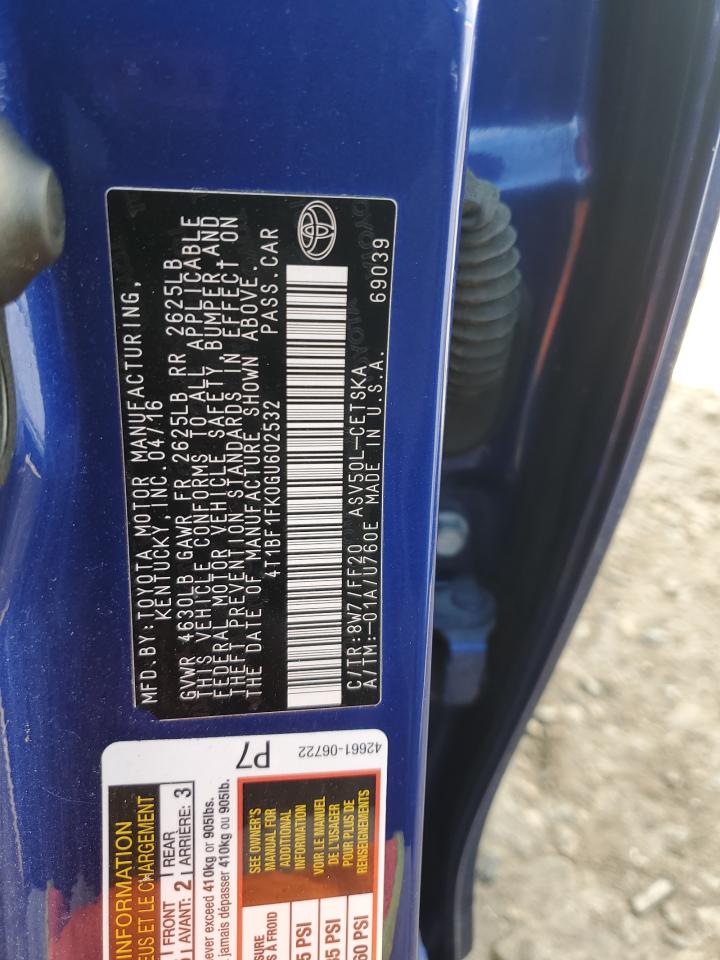 MFD.BY:TOYOTA MOTOR MANUFACTURING,
KENTUCKY, INC. 04/16
GVWR 4630LB GAWR FR 2625LB RR 2625LB
THIS VEHICLE CONFORMS TO ALL APPLICABLE
FEDERAL MOTOR VEHICLE SAFETY, BUMPER AND
THEFT PREVENTION STANDARDS IN EFFECT ON
THE DATE OF MANUFACTURE SHOWN ABOVE.
4T1BF1FK0GU602532 PASS.CAR
C/TR:8W7/FF20 ASV50L-CETSKA
A/TM:-01A/U760E MADE IN U.S.A. 69039
INFORMATION
EUS ET LE CHARGEMENT
FRONT | REAR
AVANT: 2 | ARRIÈRE: 3
never exceed 410kg or 905lbs.
jamais dépasser 410kg ou 905lb.
P7
42661-06722
SEE OWNER'S
MANUAL FOR
ADDITIONAL
INFORMATION
VOIR LE MANUEL
DE L'USAGER
POUR PLUS DE
RENSEIGNEMENTS
À FROID
5 PSI
5 PSI
60 PSI